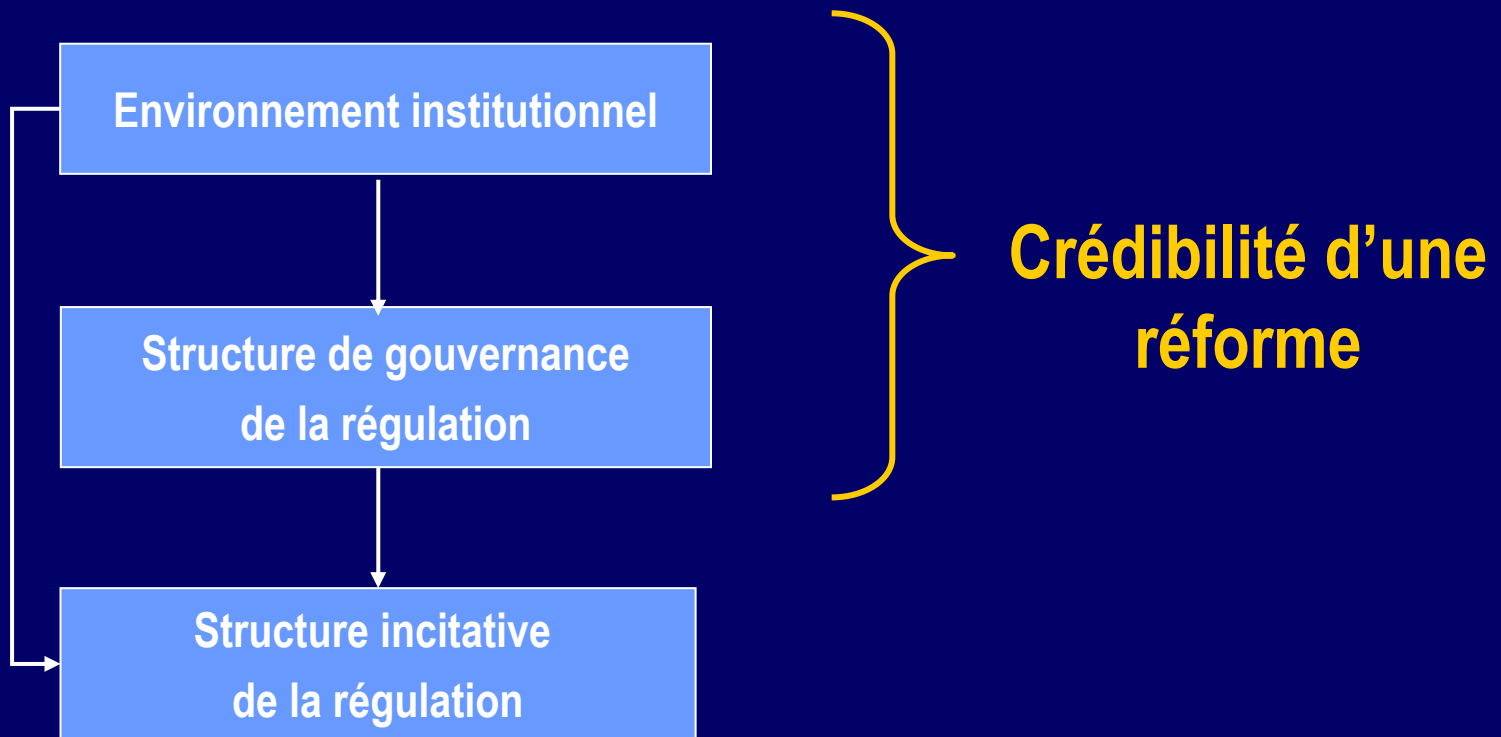 Environnement institutionnel
Structure de gouvernance
de la régulation
Structure incitative
de la régulation
Crédibilité d’une
réforme